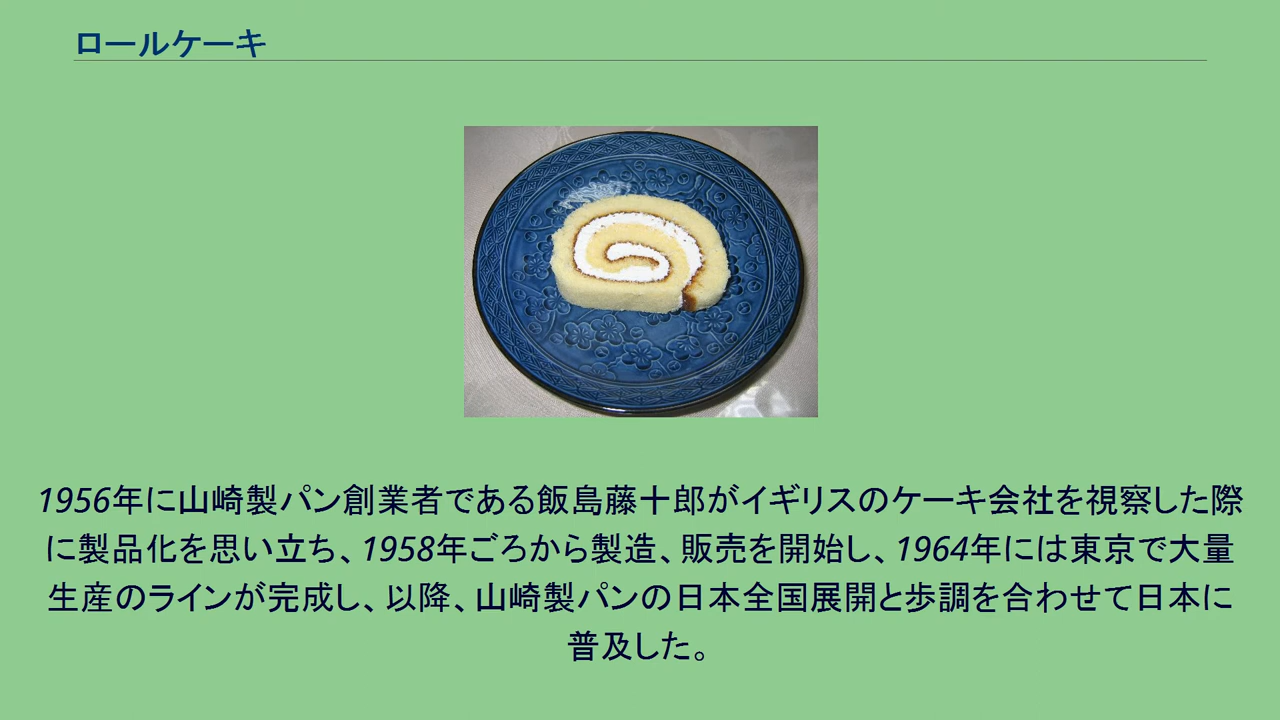 ロールケーキ
1956年に山崎製パン創業者である飯島藤十郎がイギリスのケーキ会社を視察した際
に製品化を思い立ち、1958年ごろから製造、販売を開始し、1964年には東京で大量
生産のラインが完成し、以降、山崎製パンの日本全国展開と歩調を合わせて日本に
普及した。